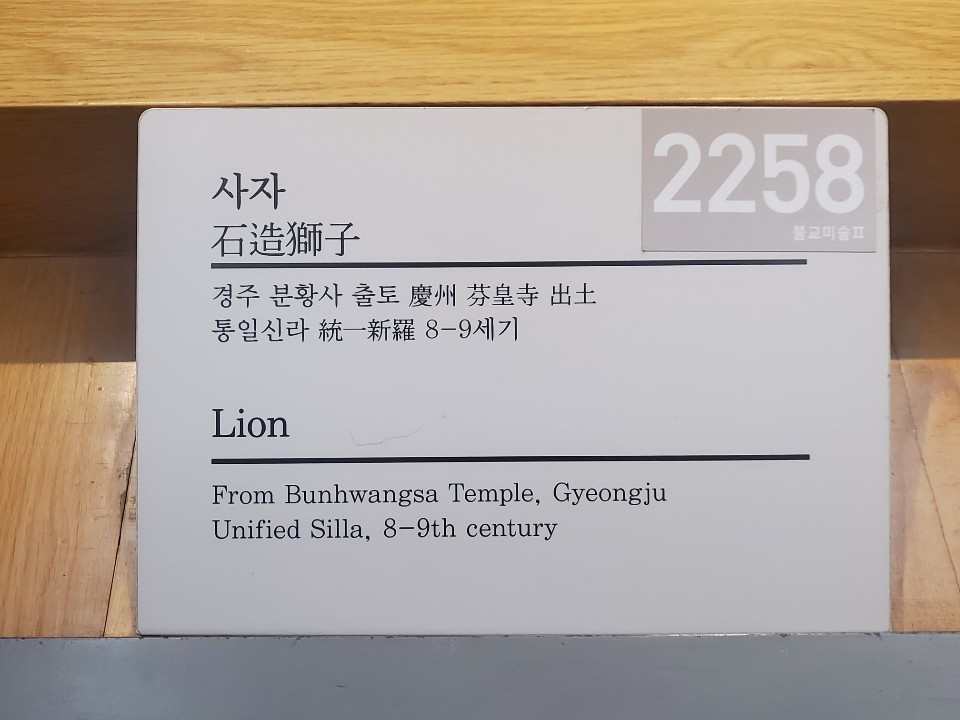 2258
불교미술Ⅱ
사자
石造獅子
경주 분황사 출토 慶州 芬皇寺 出土
통일신라 統一新羅 8-9세기
Lion
From Bunhwangsa Temple, Gyeongju
Unified Silla, 8-9th century